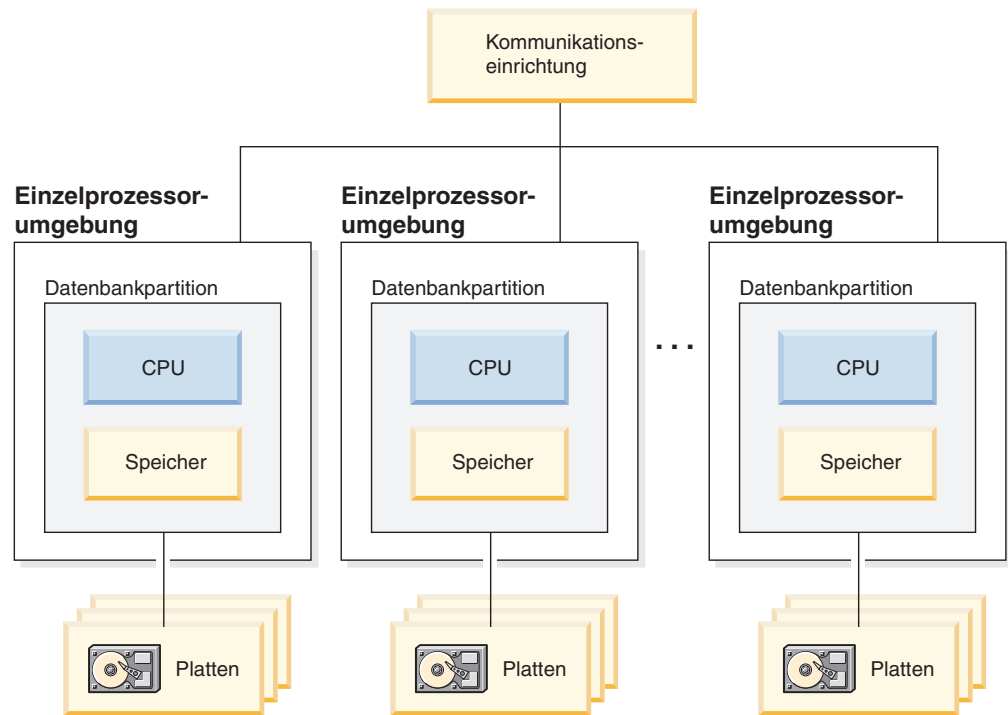 Kommunikations-
einrichtung
Einzelprozessor-
umgebung
Einzelprozessor-
umgebung
Einzelprozessor-
umgebung
Datenbankpartition
Datenbankpartition
Datenbankpartition
CPU
CPU
...
CPU
Speicher
Speicher
Speicher
Platten
Platten
Platten